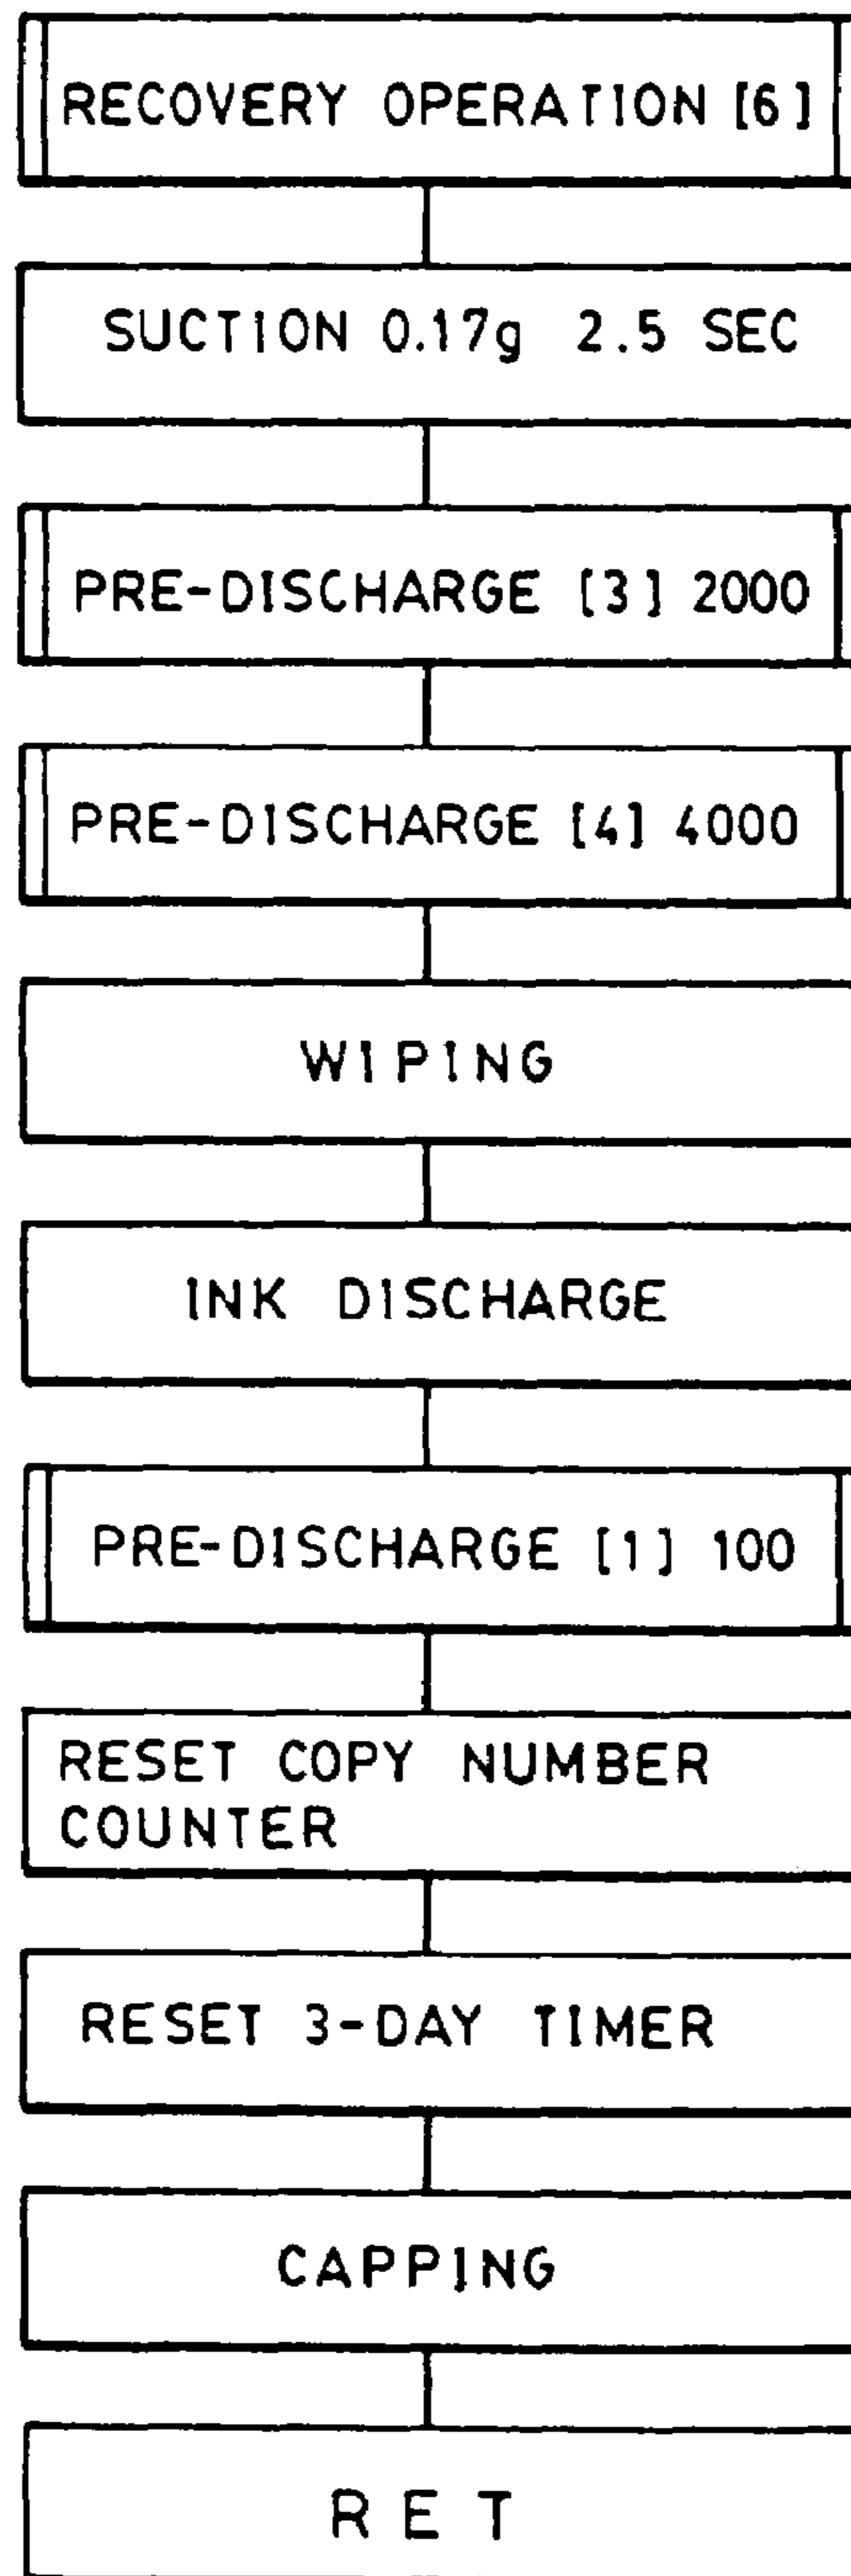 RECOVERY OPERATION [6]
SUCTION 0.17g 2.5 SEC
PRE-DISCHARGE [3] 2000
PRE-DISCHARGE [4] 4000
WIPING
INK DISCHARGE
PRE-DISCHARGE [1] 100
RESET COPY NUMBER
COUNTER
RESET 3-DAY TIMER
CAPPING
RET